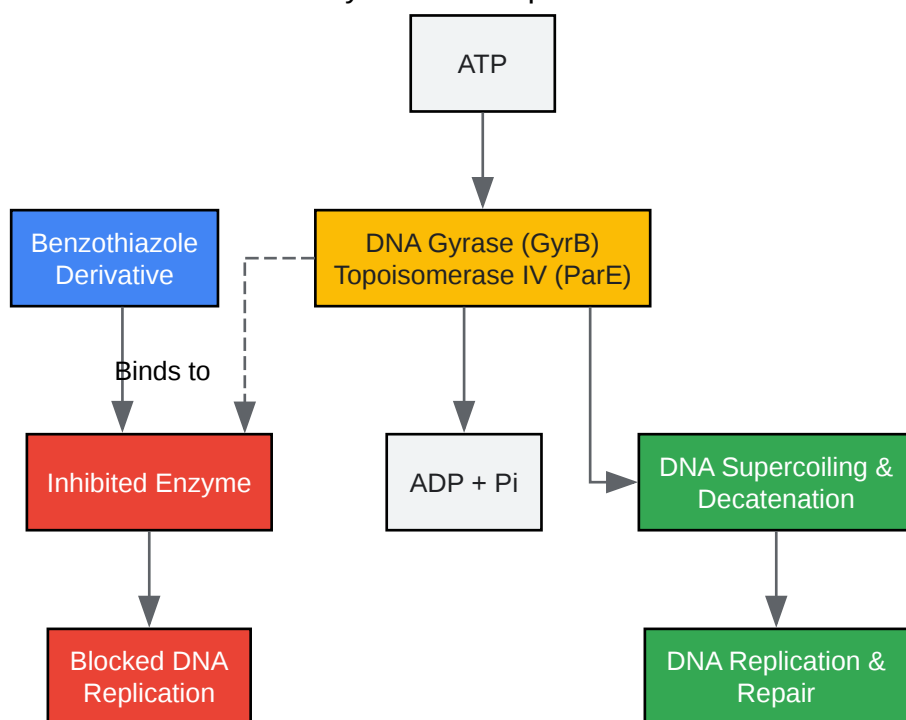 ATP
Benzothiazole
Derivative
DNA Gyrase (GyrB)
Topoisomerase IV (ParE)
Binds to
Inhibited Enzyme
ADP + Pi
DNA Supercoiling &
Decatenation
Blocked DNA
Replication
DNA Replication &
Repair